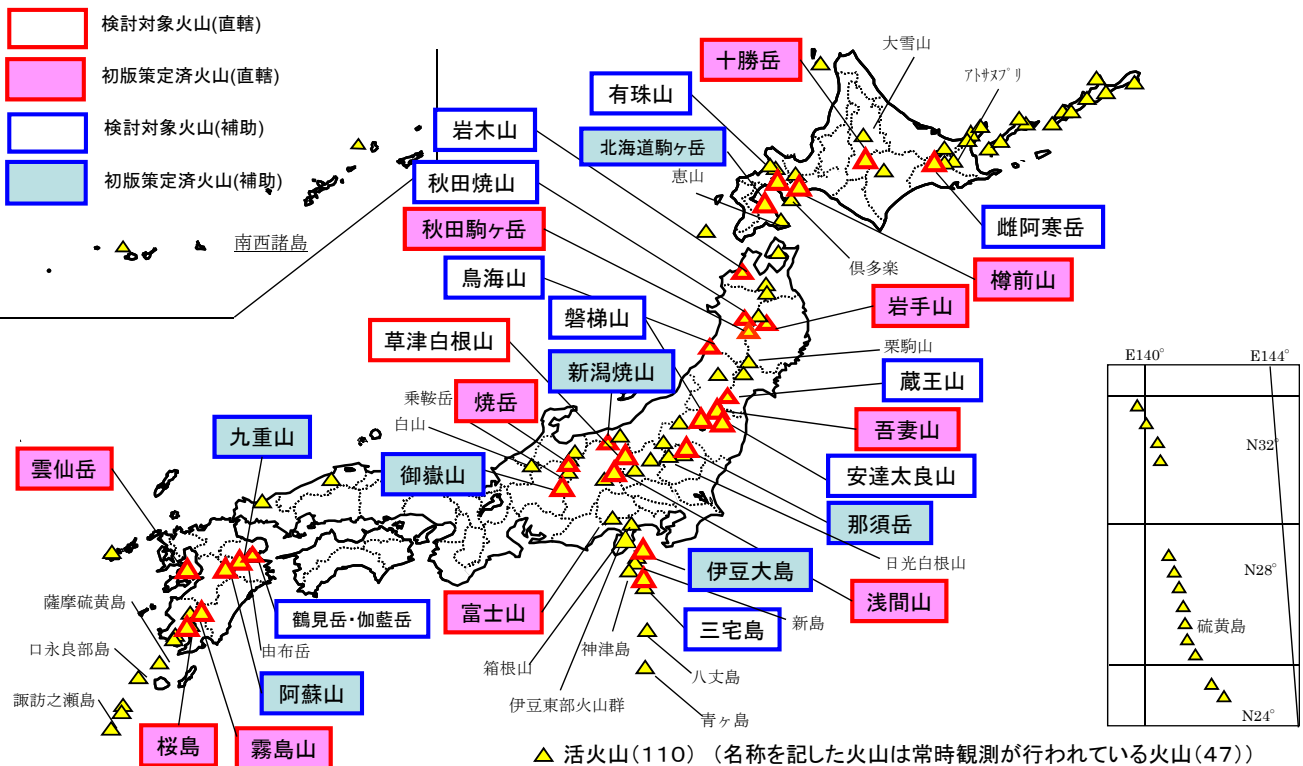 検討対象火山(直轄)
初版策定済火山(直轄)
検討対象火山(補助)
初版策定済火山(補助)
南西諸島
大雪山
十勝岳
アトサヌプリ
有珠山
岩木山
北海道駒ヶ岳
恵山
秋田焼山
秋田駒ヶ岳
雌阿寒岳
倶多楽
樽前山
鳥海山
岩手山
磐梯山
草津白根山
栗駒山
新潟焼山
蔵王山
乗鞍岳
焼岳
白山
吾妻山
九重山
御嶽山
雲仙岳
安達太良山
那須岳
日光白根山
伊豆大島
浅間山
薩摩硫黄島
鶴見岳・伽藍岳
富士山
新島
三宅島
口永良部島
由布岳
箱根山
神津島
八丈島
阿蘇山
諏訪之瀬島
伊豆東部火山群
青ヶ島
桜島
霧島山
E140°
E144°
N32°
N28°
硫黄島
N24°
活火山(110) (名称を記した火山は常時観測が行われている火山(47))